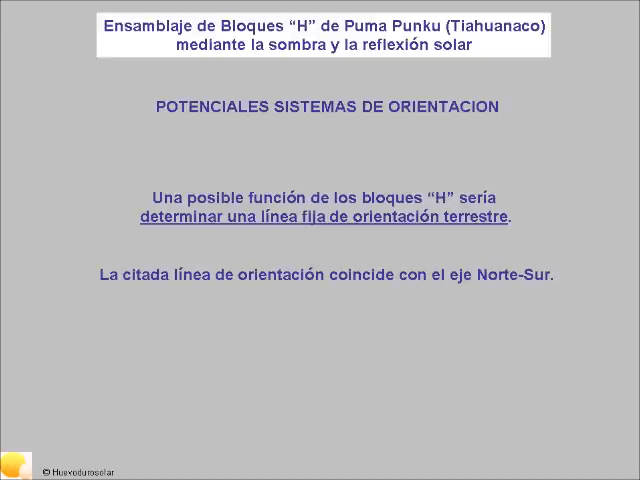 Ensamblaje de Bloques “H” de Puma Punku (Tiahuanaco)
mediante la sombra y la reflexión solar
POTENCIALES SISTEMAS DE ORIENTACION
Una posible función de los bloques “H” sería
determinar una línea fija de orientación terrestre.
La citada línea de orientación coincide con el eje Norte-Sur.
© Huevodurosolar